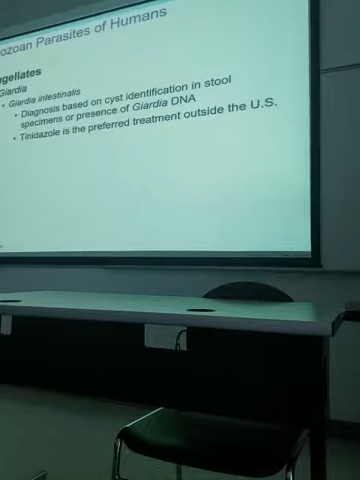 ozoan Parasites of Humans
gellates
Giardia
• Giardia intestinalis
• Diagnosis based on cyst identification in stool
specimens or presence of Giardia DNA
• Tinidazole is the preferred treatment outside the U.S.